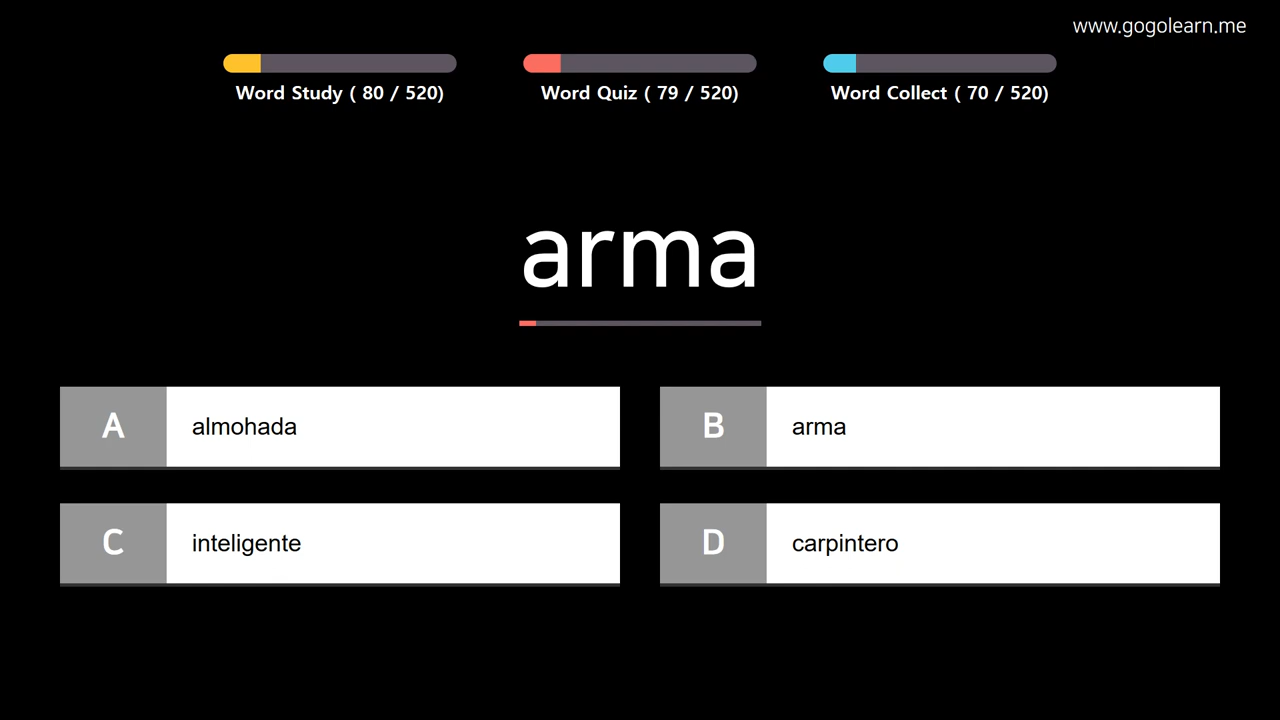 www.gogolearn.me
Word Study ( 80 / 520)
Word Quiz ( 79 / 520)
Word Collect ( 70 / 520)
arma
A almohada
B arma
C inteligente
D carpintero